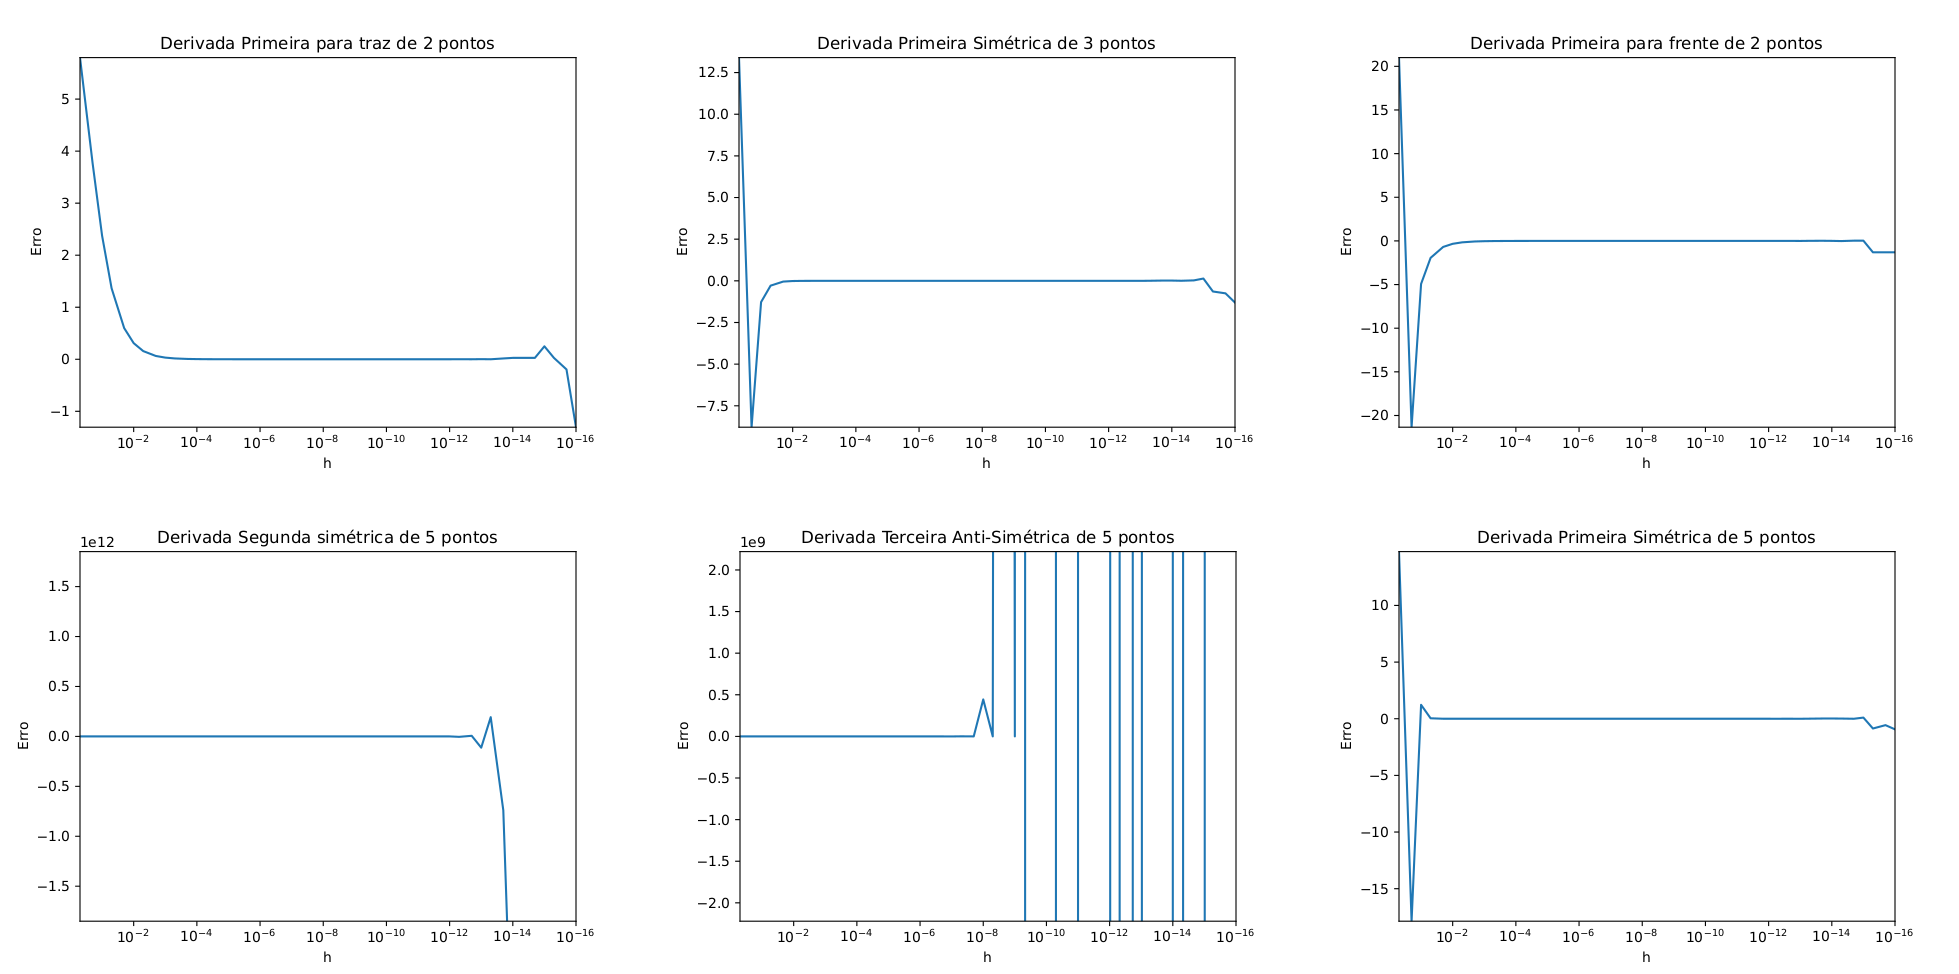 Derivada Primeira para traz de 2 pontos
Erro
5
4
3
2
1
0
−1
10⁻² 10⁻⁴ 10⁻⁶ 10⁻⁸ 10⁻¹⁰ 10⁻¹² 10⁻¹⁴ 10⁻¹⁶
h
Derivada Primeira Simétrica de 3 pontos
Erro
12.5
10.0
7.5
5.0
2.5
0.0
−2.5
−5.0
−7.5
10⁻² 10⁻⁴ 10⁻⁶ 10⁻⁸ 10⁻¹⁰ 10⁻¹² 10⁻¹⁴ 10⁻¹⁶
h
Derivada Primeira para frente de 2 pontos
Erro
20
15
10
5
0
−5
−10
−15
−20
10⁻² 10⁻⁴ 10⁻⁶ 10⁻⁸ 10⁻¹⁰ 10⁻¹² 10⁻¹⁴ 10⁻¹⁶
h
Derivada Segunda simétrica de 5 pontos
1e12
Erro
1.5
1.0
0.5
0.0
−0.5
−1.0
−1.5
10⁻² 10⁻⁴ 10⁻⁶ 10⁻⁸ 10⁻¹⁰ 10⁻¹² 10⁻¹⁴ 10⁻¹⁶
h
Derivada Terceira Anti-Simétrica de 5 pontos
1e9
Erro
2.0
1.5
1.0
0.5
0.0
−0.5
−1.0
−1.5
−2.0
10⁻² 10⁻⁴ 10⁻⁶ 10⁻⁸ 10⁻¹⁰ 10⁻¹² 10⁻¹⁴ 10⁻¹⁶
h
Derivada Primeira Simétrica de 5 pontos
Erro
10
5
0
−5
−10
−15
10⁻² 10⁻⁴ 10⁻⁶ 10⁻⁸ 10⁻¹⁰ 10⁻¹² 10⁻¹⁴ 10⁻¹⁶
h